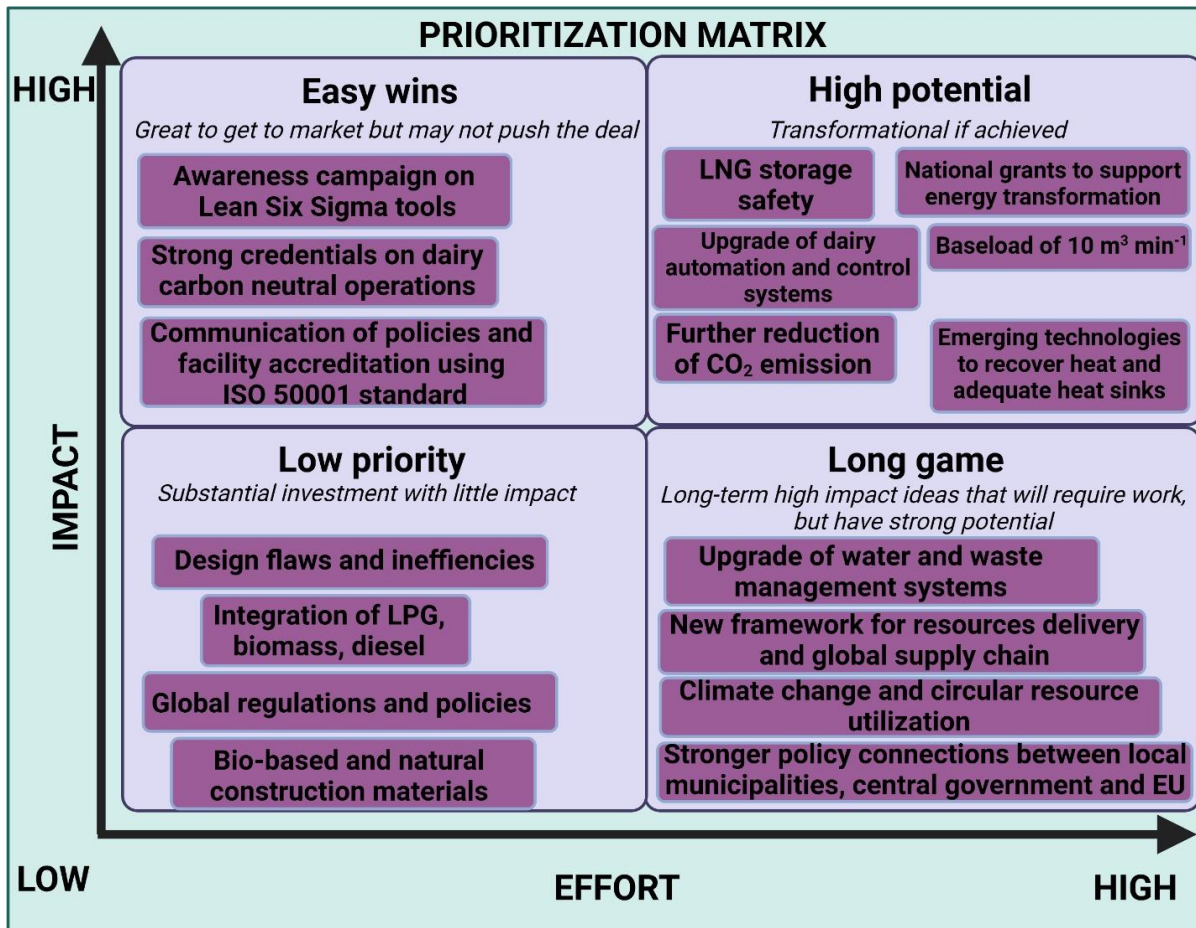 PRIORITIZATION MATRIX
HIGH
Easy wins
Great to get to market but may not push the deal
Awareness campaign on
Lean Six Sigma tools
Strong credentials on dairy
carbon neutral operations
Communication of policies and
facility accreditation using
ISO 50001 standard
High potential
Transformational if achieved
LNG storage
safety
National grants to support
energy transformation
Upgrade of dairy
automation and control
systems
Baseload of 10 m³ min⁻¹
Further reduction
of CO₂ emission
Emerging technologies
to recover heat and
adequate heat sinks
IMPACT
Low priority
Substantial investment with little impact
Design flaws and ineffiencies
Integration of LPG,
biomass, diesel
Global regulations and policies
Bio-based and natural
construction materials
Long game
Long-term high impact ideas that will require work,
but have strong potential
Upgrade of water and waste
management systems
New framework for resources delivery
and global supply chain
Climate change and circular resource
utilization
Stronger policy connections between local
municipalities, central government and EU
LOW
EFFORT
HIGH